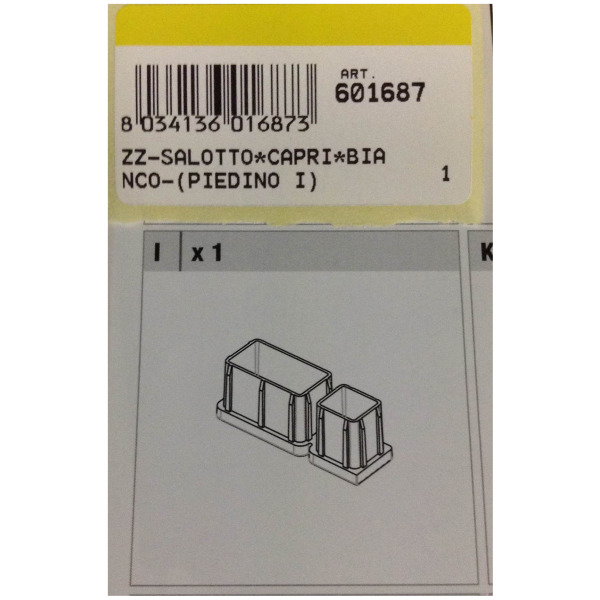 ART.
601687
8 034136 016873
ZZ-SALOTTO*CAPRI*BIA
NCO-(PIEDINO I)
1
I x 1
K